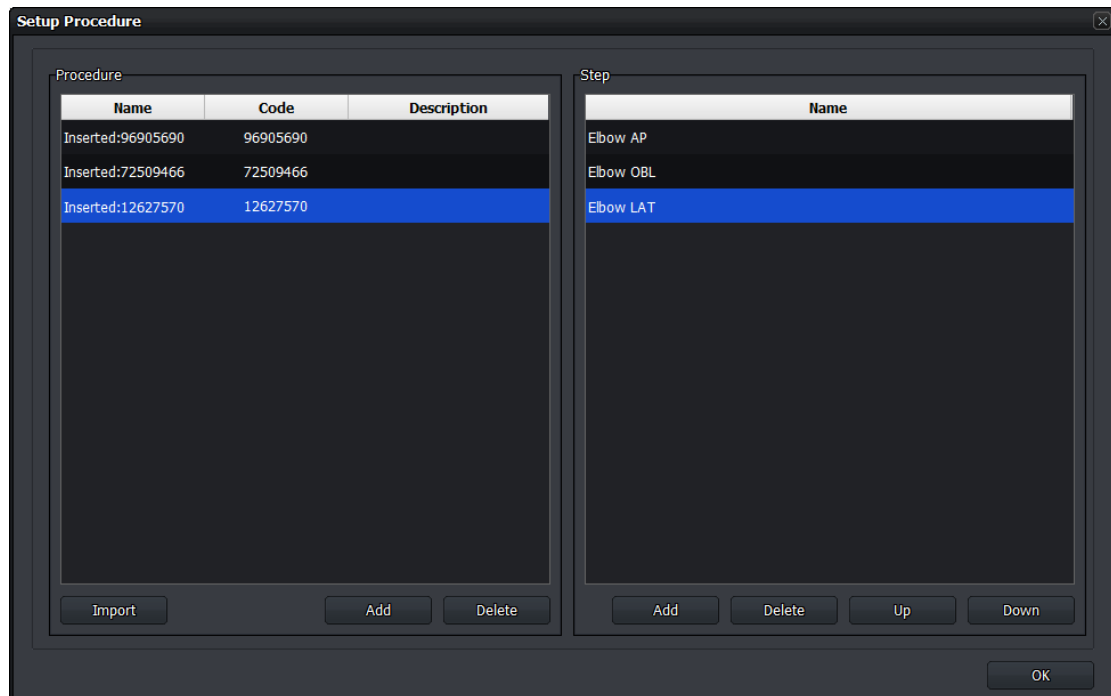 Setup Procedure
Procedure
Name Code Description
Inserted:96905690 96905690
Inserted:72509466 72509466
Inserted:12627570 12627570
Import Add Delete
Step
Name
Elbow AP
Elbow OBL
Elbow LAT
Add Delete Up Down
OK